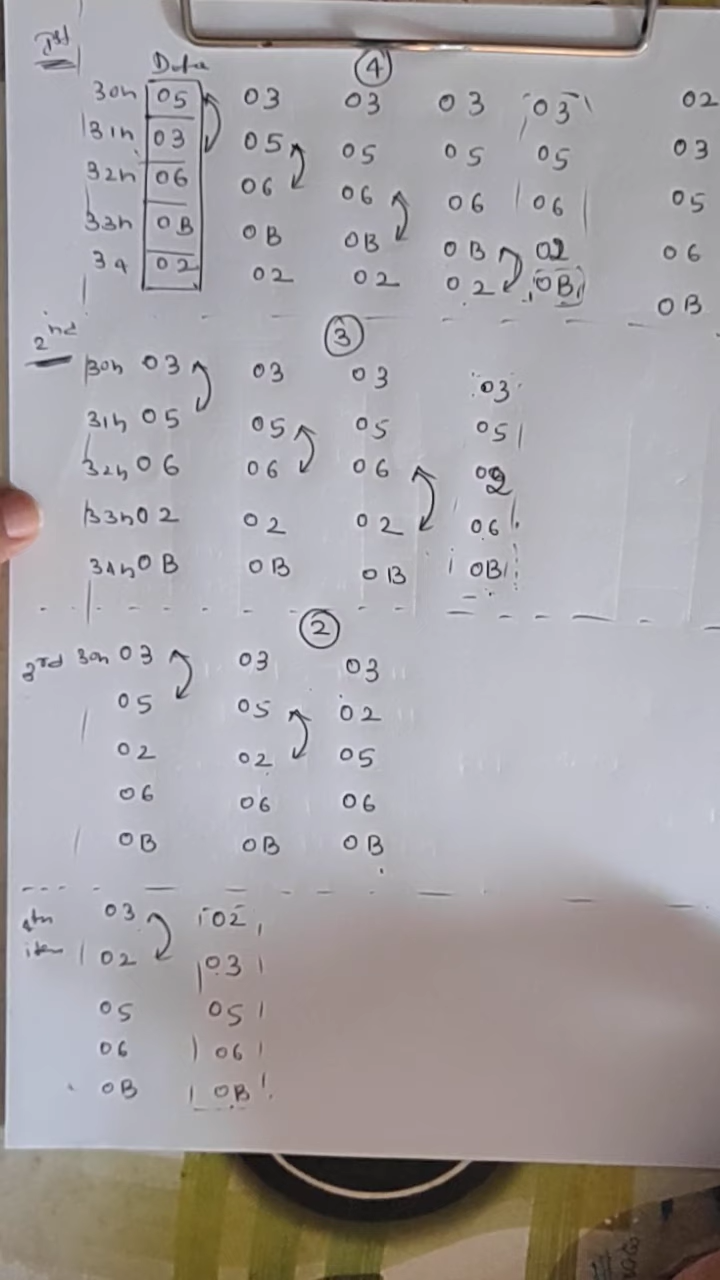 1st
Data ④
30h 05 03 03 03 03 02
31h 03 05 05 05 05 03
32h 06 06 06 06 06 05
33h 0B 0B 0B 0B 02 06
34 02 02 02 02 0B 0B
2nd ③
30h 03 03 03 03
31h 05 05 05 05
32h 06 06 06 02
33h 02 02 02 06
34h 0B 0B 0B 0B
②
3rd 30h 03 03 03
05 05 02
02 02 05
06 06 06
0B 0B 0B
4th 03 02
02 03
05 05
06 06
0B 0B